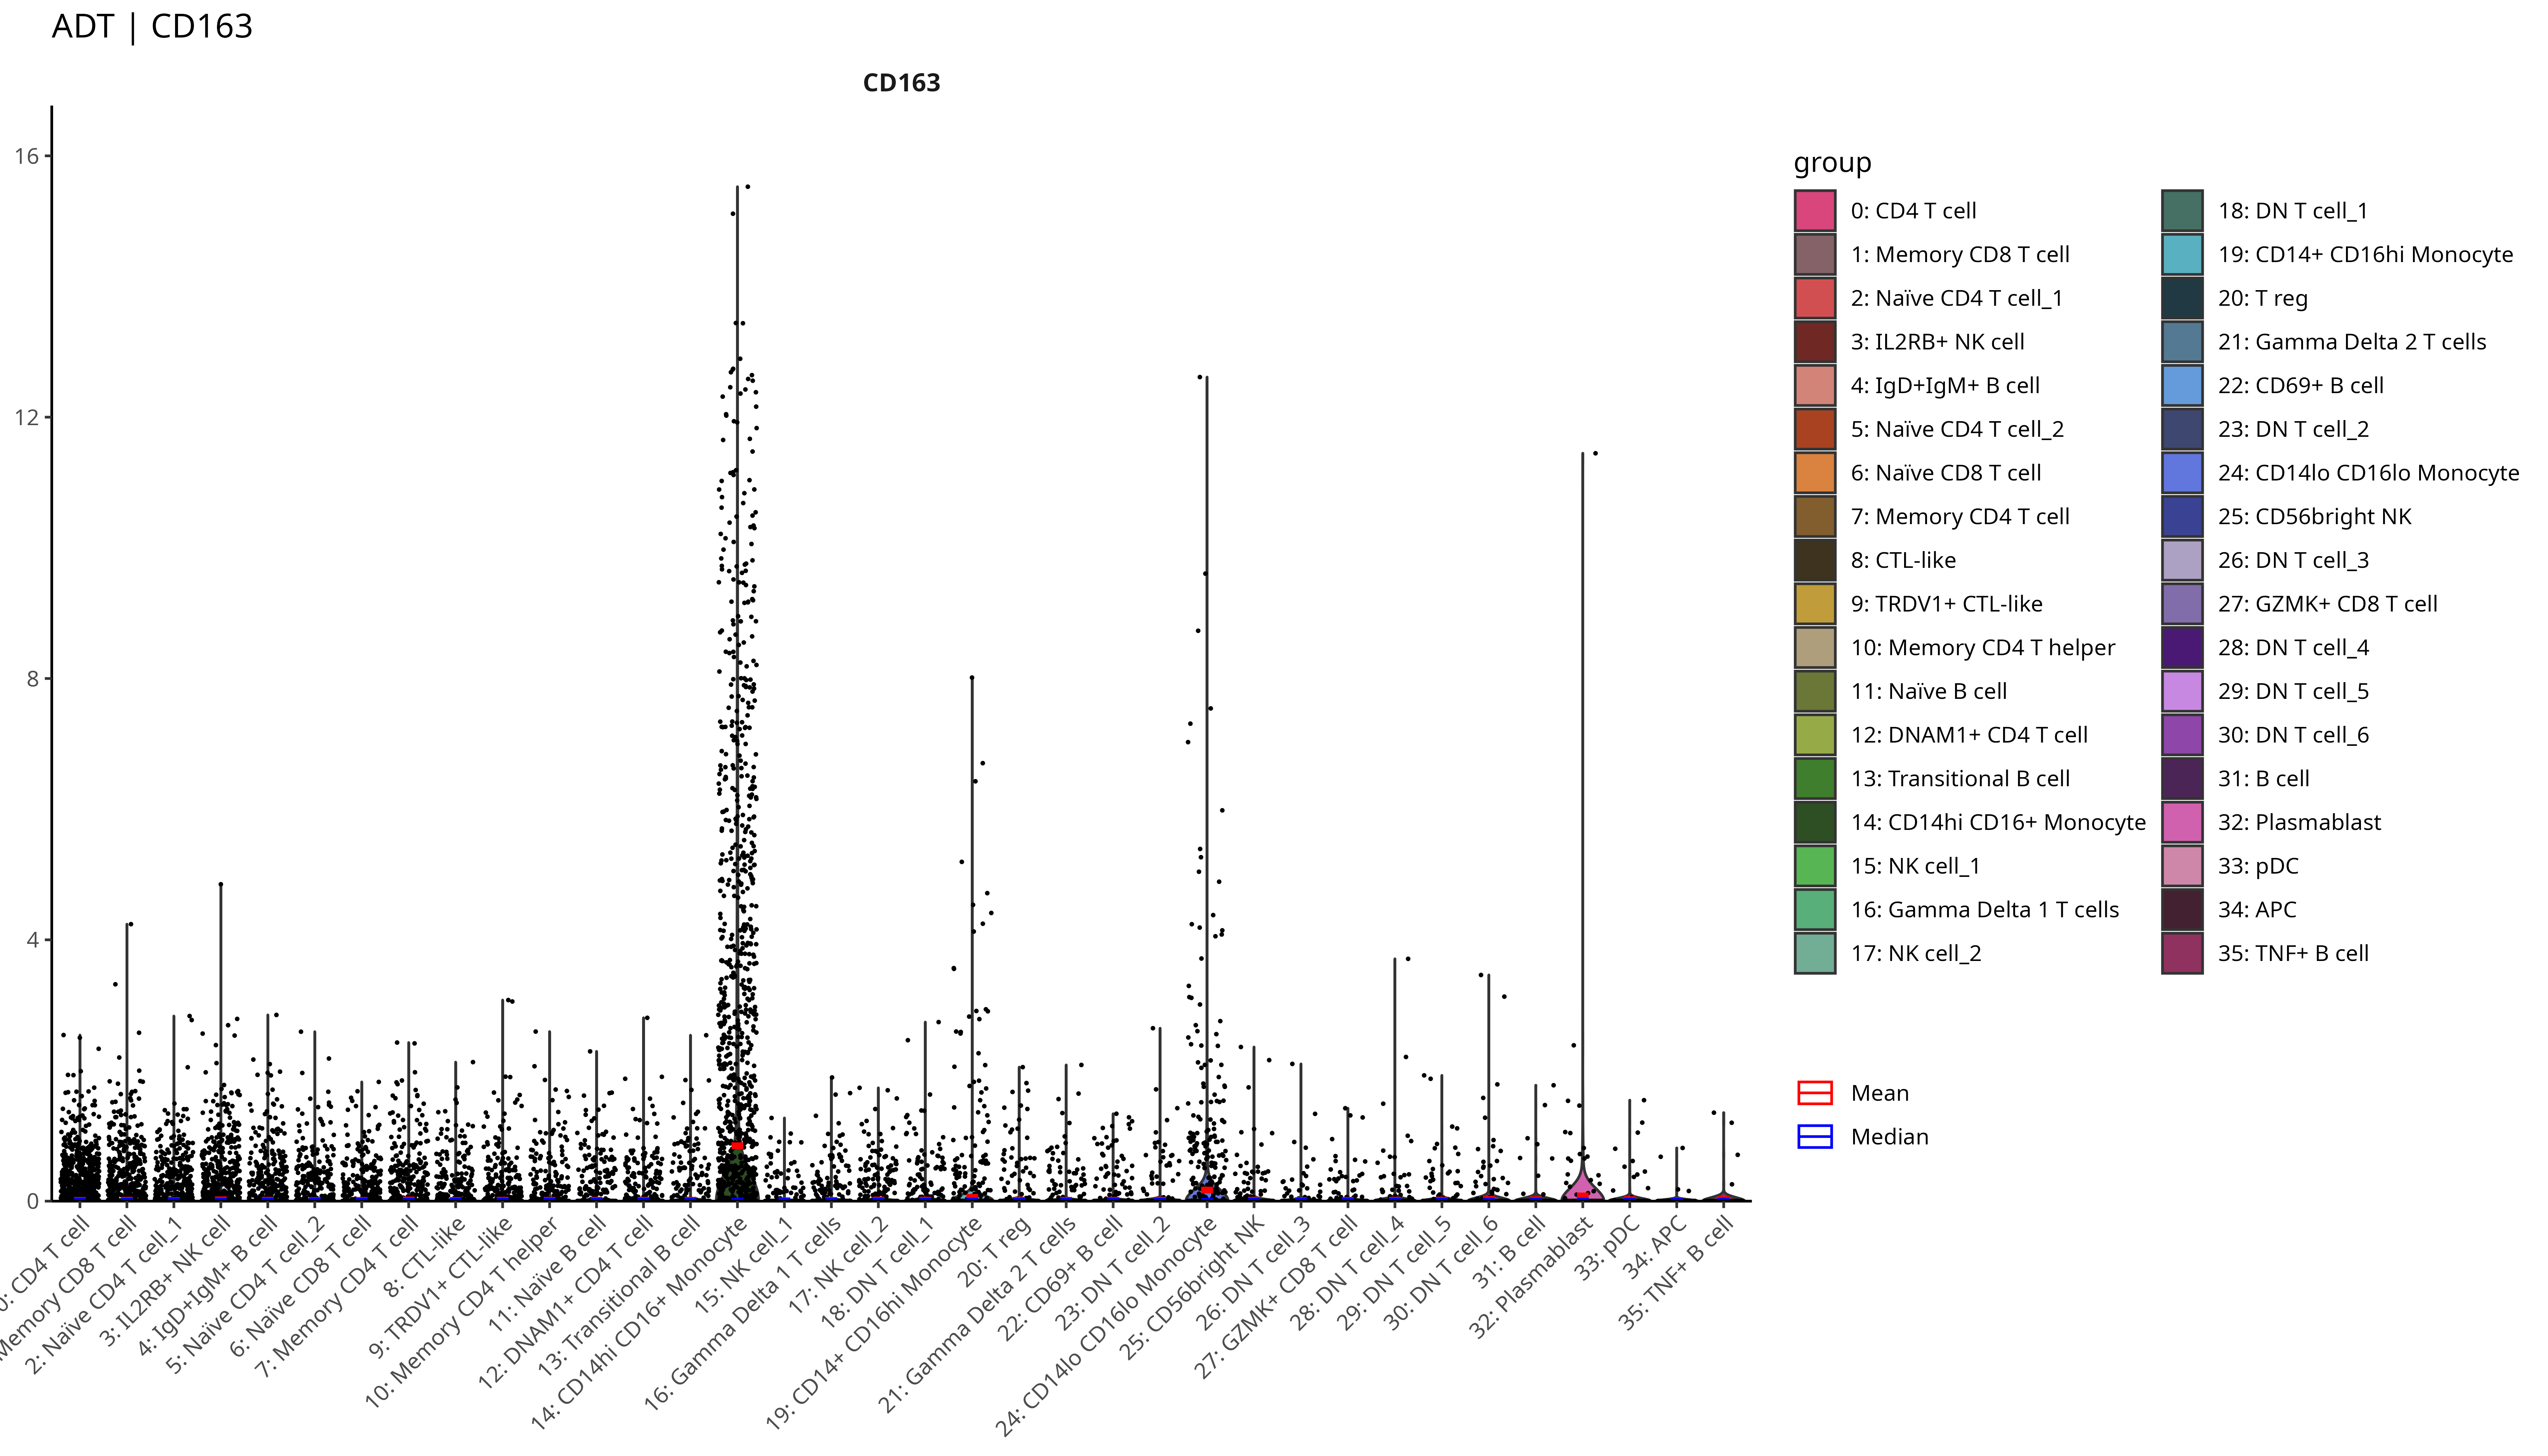 ADT | CD163
CD163
16
12
8
4
0
0: CD4 T cell
Memory CD8 T cell
2: Naïve CD4 T cell_1
3: IL2RB+ NK cell
4: IgD+IgM+ B cell
5: Naïve CD4 T cell_2
6: Naïve CD8 T cell
7: Memory CD4 T cell
8: CTL-like
9: TRDV1+ CTL-like
10: Memory CD4 T helper
11: Naïve B cell
12: DNAM1+ CD4 T cell
13: Transitional B cell
14: CD14hi CD16+ Monocyte
15: NK cell_1
16: Gamma Delta 1 T cells
17: NK cell_2
18: DN T cell_1
19: CD14+ CD16hi Monocyte
20: T reg
21: Gamma Delta 2 T cells
22: CD69+ B cell
23: DN T cell_2
24: CD14lo CD16lo Monocyte
25: CD56bright NK
26: DN T cell_3
27: GZMK+ CD8 T cell
28: DN T cell_4
29: DN T cell_5
30: DN T cell_6
31: B cell
32: Plasmablast
33: pDC
34: APC
35: TNF+ B cell
group
0: CD4 T cell
1: Memory CD8 T cell
2: Naïve CD4 T cell_1
3: IL2RB+ NK cell
4: IgD+IgM+ B cell
5: Naïve CD4 T cell_2
6: Naïve CD8 T cell
7: Memory CD4 T cell
8: CTL-like
9: TRDV1+ CTL-like
10: Memory CD4 T helper
11: Naïve B cell
12: DNAM1+ CD4 T cell
13: Transitional B cell
14: CD14hi CD16+ Monocyte
15: NK cell_1
16: Gamma Delta 1 T cells
17: NK cell_2
18: DN T cell_1
19: CD14+ CD16hi Monocyte
20: T reg
21: Gamma Delta 2 T cells
22: CD69+ B cell
23: DN T cell_2
24: CD14lo CD16lo Monocyte
25: CD56bright NK
26: DN T cell_3
27: GZMK+ CD8 T cell
28: DN T cell_4
29: DN T cell_5
30: DN T cell_6
31: B cell
32: Plasmablast
33: pDC
34: APC
35: TNF+ B cell
Mean
Median